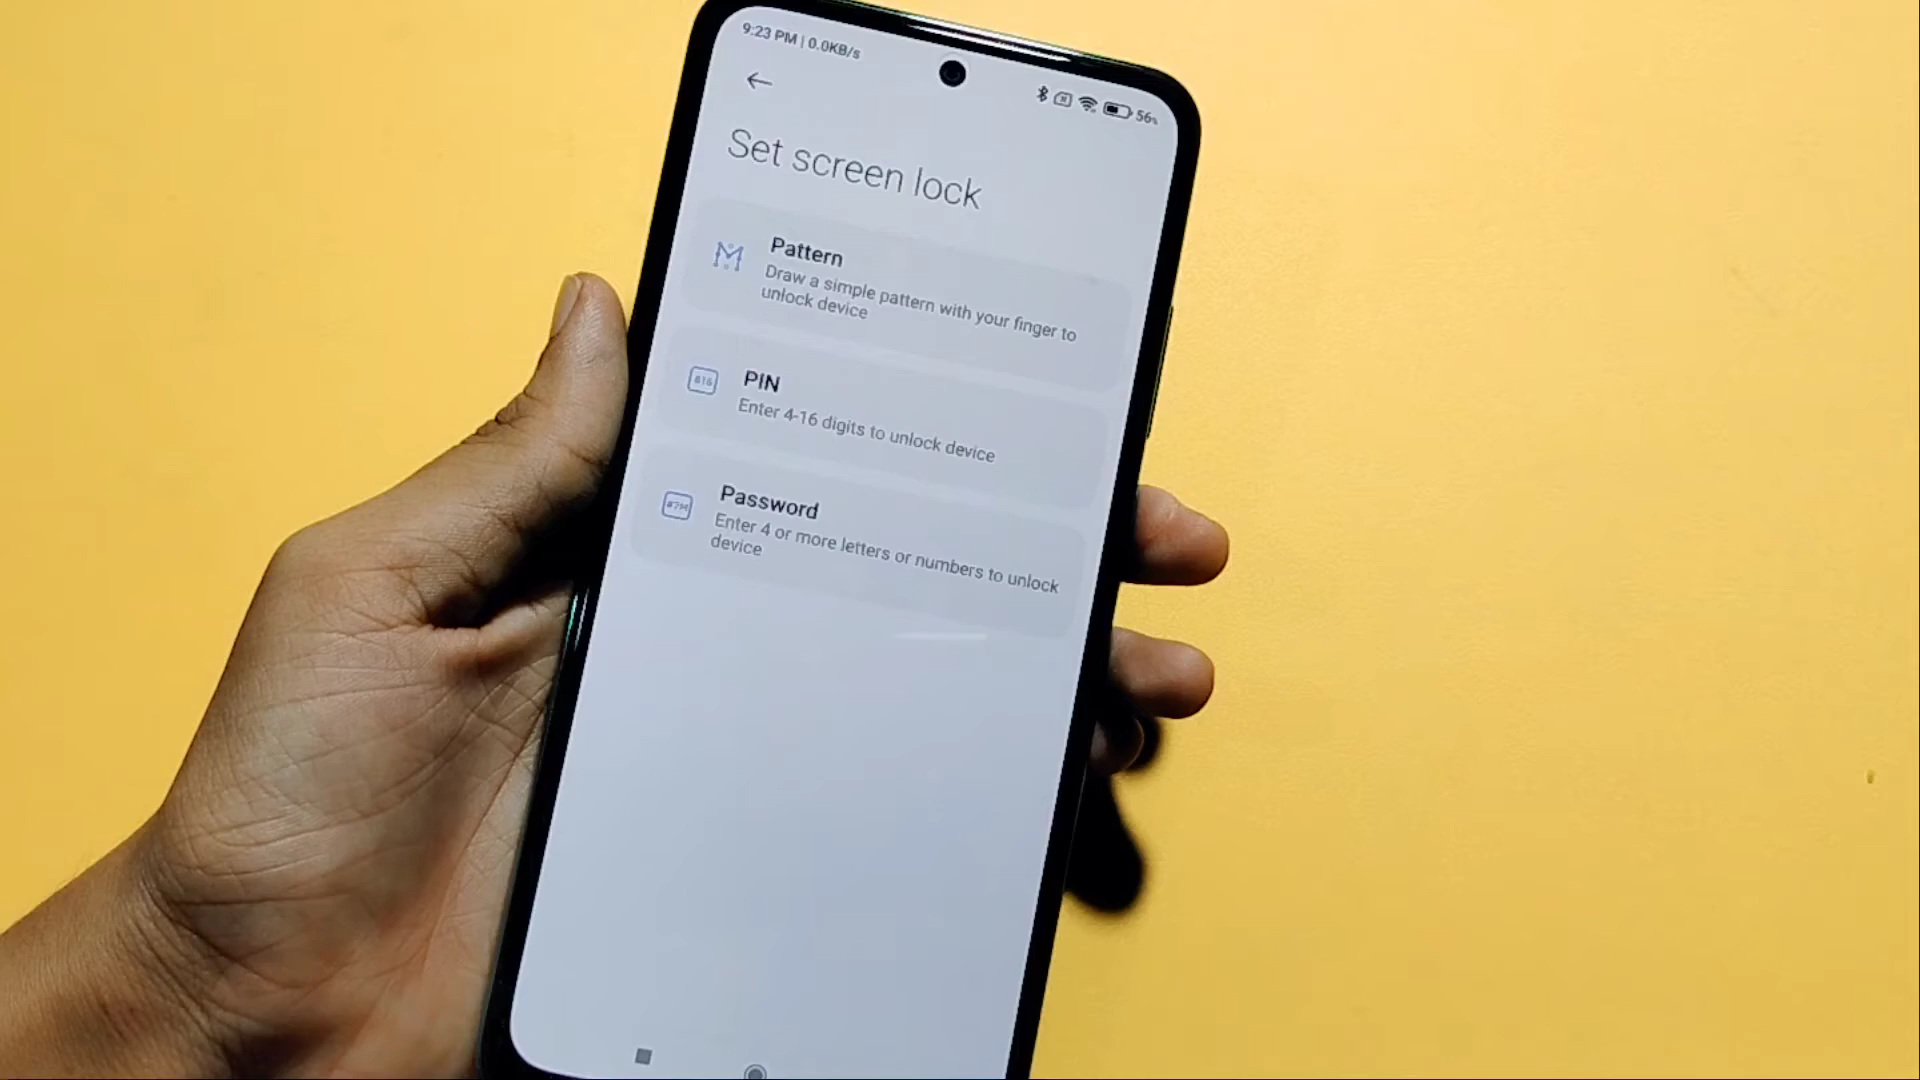 9:23 PM | 0.0KB/s
56%
Set screen lock
Pattern
Draw a simple pattern with your finger to
unlock device
PIN
Enter 4-16 digits to unlock device
Password
Enter 4 or more letters or numbers to unlock
device